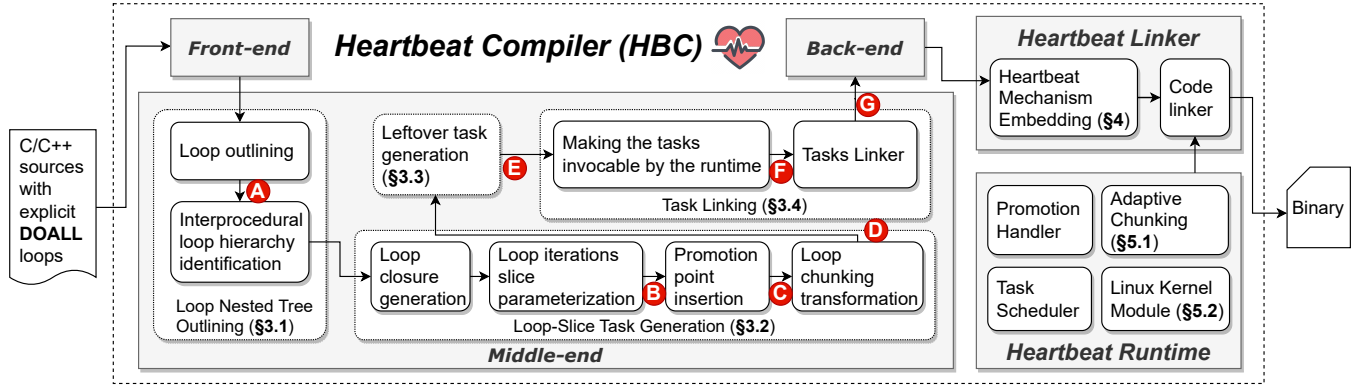 Heartbeat Compiler (HBC)
C/C++
sources
with
explicit
DOALL
loops
Front-end
Loop outlining
A
Interprocedural
loop hierarchy
identification
Loop Nested Tree
Outlining (§3.1)
Loop
closure
generation
Loop iterations
slice
parameterization
B
Promotion
point
insertion
C
Loop
chunking
transformation
Loop-Slice Task Generation (§3.2)
D
Leftover task
generation
(§3.3)
E
Making the tasks
invocable by the runtime
F
Tasks Linker
Task Linking (§3.4)
G
Middle-end
Back-end
Heartbeat Linker
Heartbeat
Mechanism
Embedding (§4)
Code
linker
Promotion
Handler
Adaptive
Chunking
(§5.1)
Task
Scheduler
Linux Kernel
Module (§5.2)
Heartbeat Runtime
Binary